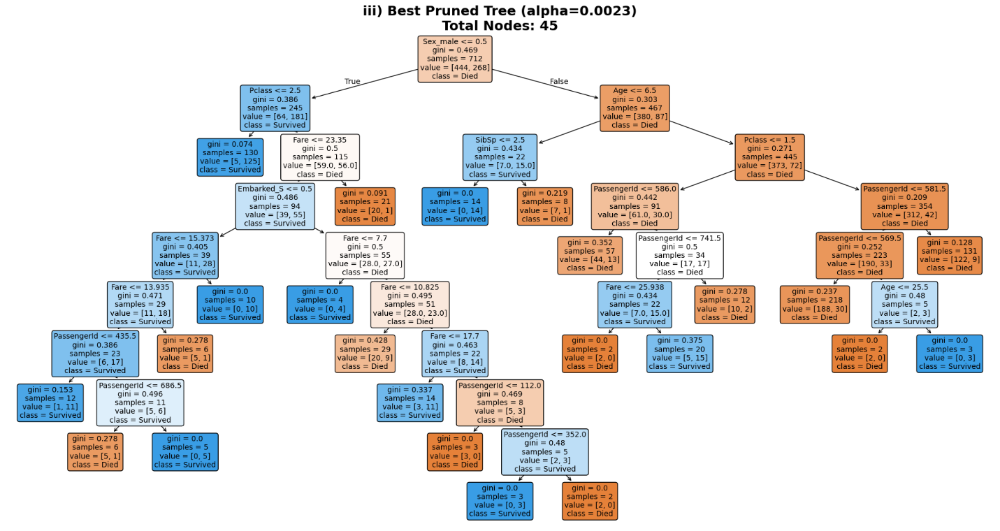 iii) Best Pruned Tree (alpha=0.0023)
Total Nodes: 45
Sex_male <= 0.5
gini = 0.469
samples = 712
value = [444, 268]
class = Died
True
False
Pclass <= 2.5
gini = 0.386
samples = 245
value = [64, 181]
class = Survived
Age <= 6.5
gini = 0.303
samples = 467
value = [380, 87]
class = Died
gini = 0.074
samples = 130
value = [5, 125]
class = Survived
Fare <= 23.35
gini = 0.5
samples = 115
value = [59.0, 56.0]
class = Died
SibSp <= 2.5
gini = 0.434
samples = 22
value = [7.0, 15.0]
class = Survived
Pclass <= 1.5
gini = 0.271
samples = 445
value = [373, 72]
class = Died
Embarked_S <= 0.5
gini = 0.486
samples = 94
value = [39, 55]
class = Survived
gini = 0.091
samples = 21
value = [20, 1]
class = Died
gini = 0.0
samples = 14
value = [0, 14]
class = Survived
gini = 0.219
samples = 8
value = [7, 1]
class = Died
PassengerId <= 586.0
gini = 0.442
samples = 91
value = [61.0, 30.0]
class = Died
PassengerId <= 581.5
gini = 0.209
samples = 354
value = [312, 42]
class = Died
Fare <= 15.373
gini = 0.405
samples = 39
value = [11, 28]
class = Survived
Fare <= 7.7
gini = 0.5
samples = 55
value = [28.0, 27.0]
class = Died
gini = 0.352
samples = 57
value = [44, 13]
class = Died
PassengerId <= 741.5
gini = 0.5
samples = 34
value = [17, 17]
class = Died
PassengerId <= 569.5
gini = 0.252
samples = 223
value = [190, 33]
class = Died
gini = 0.128
samples = 131
value = [122, 9]
class = Died
Fare <= 13.935
gini = 0.471
samples = 29
value = [11, 18]
class = Survived
gini = 0.0
samples = 10
value = [0, 10]
class = Survived
gini = 0.0
samples = 4
value = [0, 4]
class = Survived
Fare <= 10.825
gini = 0.495
samples = 51
value = [28.0, 23.0]
class = Died
Fare <= 25.938
gini = 0.434
samples = 22
value = [7.0, 15.0]
class = Survived
gini = 0.278
samples = 12
value = [10, 2]
class = Died
gini = 0.237
samples = 218
value = [188, 30]
class = Died
Age <= 25.5
gini = 0.48
samples = 5
value = [2, 3]
class = Survived
PassengerId <= 435.5
gini = 0.386
samples = 23
value = [6, 17]
class = Survived
gini = 0.278
samples = 6
value = [5, 1]
class = Died
gini = 0.428
samples = 29
value = [20, 9]
class = Died
Fare <= 17.7
gini = 0.463
samples = 22
value = [8, 14]
class = Survived
gini = 0.0
samples = 2
value = [2, 0]
class = Died
gini = 0.375
samples = 20
value = [5, 15]
class = Survived
gini = 0.0
samples = 2
value = [2, 0]
class = Died
gini = 0.0
samples = 3
value = [0, 3]
class = Survived
gini = 0.153
samples = 12
value = [1, 11]
class = Survived
PassengerId <= 686.5
gini = 0.496
samples = 11
value = [5, 6]
class = Survived
gini = 0.337
samples = 14
value = [3, 11]
class = Survived
PassengerId <= 112.0
gini = 0.469
samples = 8
value = [5, 3]
class = Died
gini = 0.278
samples = 6
value = [5, 1]
class = Died
gini = 0.0
samples = 5
value = [0, 5]
class = Survived
gini = 0.0
samples = 3
value = [3, 0]
class = Died
PassengerId <= 352.0
gini = 0.48
samples = 5
value = [2, 3]
class = Survived
gini = 0.0
samples = 3
value = [0, 3]
class = Survived
gini = 0.0
samples = 2
value = [2, 0]
class = Died